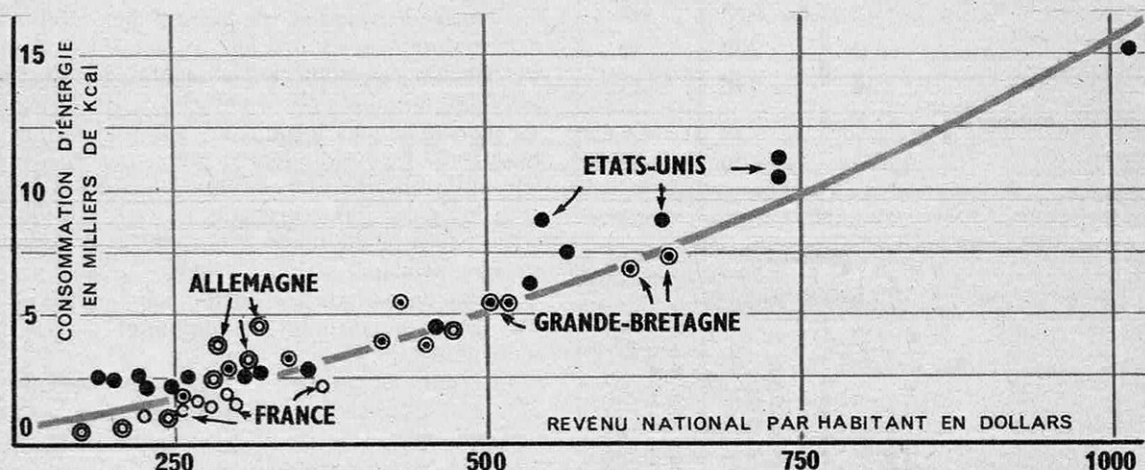 CONSOMMATION D'ÉNERGIE
EN MILLIERS DE Kcal
15
10
5
0
ETATS-UNIS
ALLEMAGNE
GRANDE-BRETAGNE
FRANCE
REVENU NATIONAL PAR HABITANT EN DOLLARS
250
500
750
1000